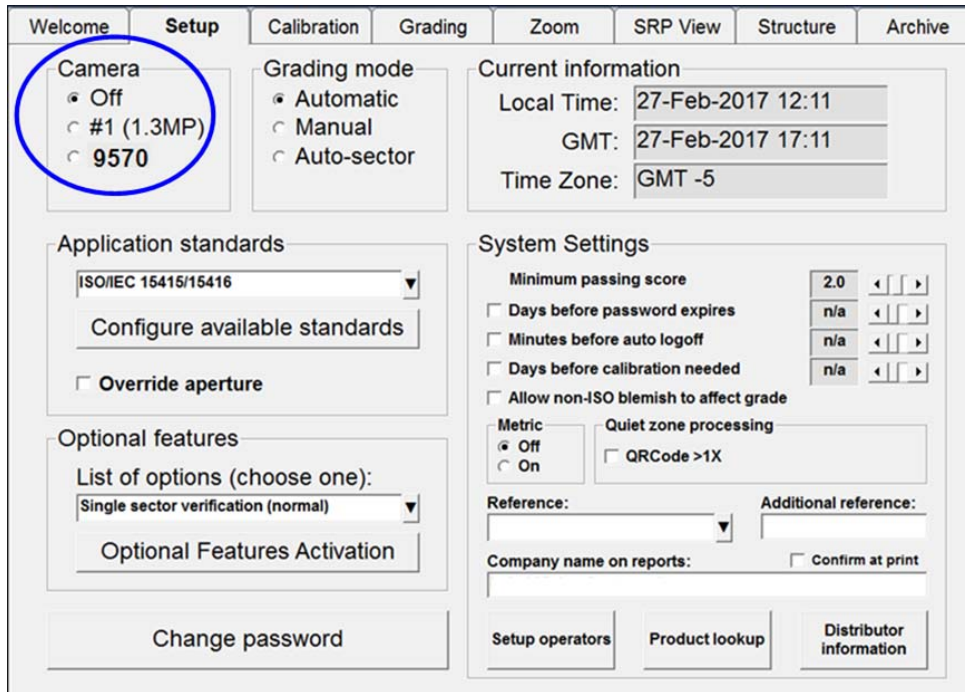 Welcome Setup Calibration Grading Zoom SRP View Structure Archive
Camera
Off
#1 (1.3MP)
9570
Grading mode
Automatic
Manual
Auto-sector
Current information
Local Time: 27-Feb-2017 12:11
GMT: 27-Feb-2017 17:11
Time Zone: GMT -5
Application standards
ISO/IEC 15415/15416
Configure available standards
Override aperture
Optional features
List of options (choose one):
Single sector verification (normal)
Optional Features Activation
Change password
System Settings
Minimum passing score 2.0
Days before password expires n/a
Minutes before auto logoff n/a
Days before calibration needed n/a
Allow non-ISO blemish to affect grade
Metric
Off
On
Quiet zone processing
QRCode >1X
Reference: Additional reference:
Company name on reports: Confirm at print
Setup operators
Product lookup
Distributor
information